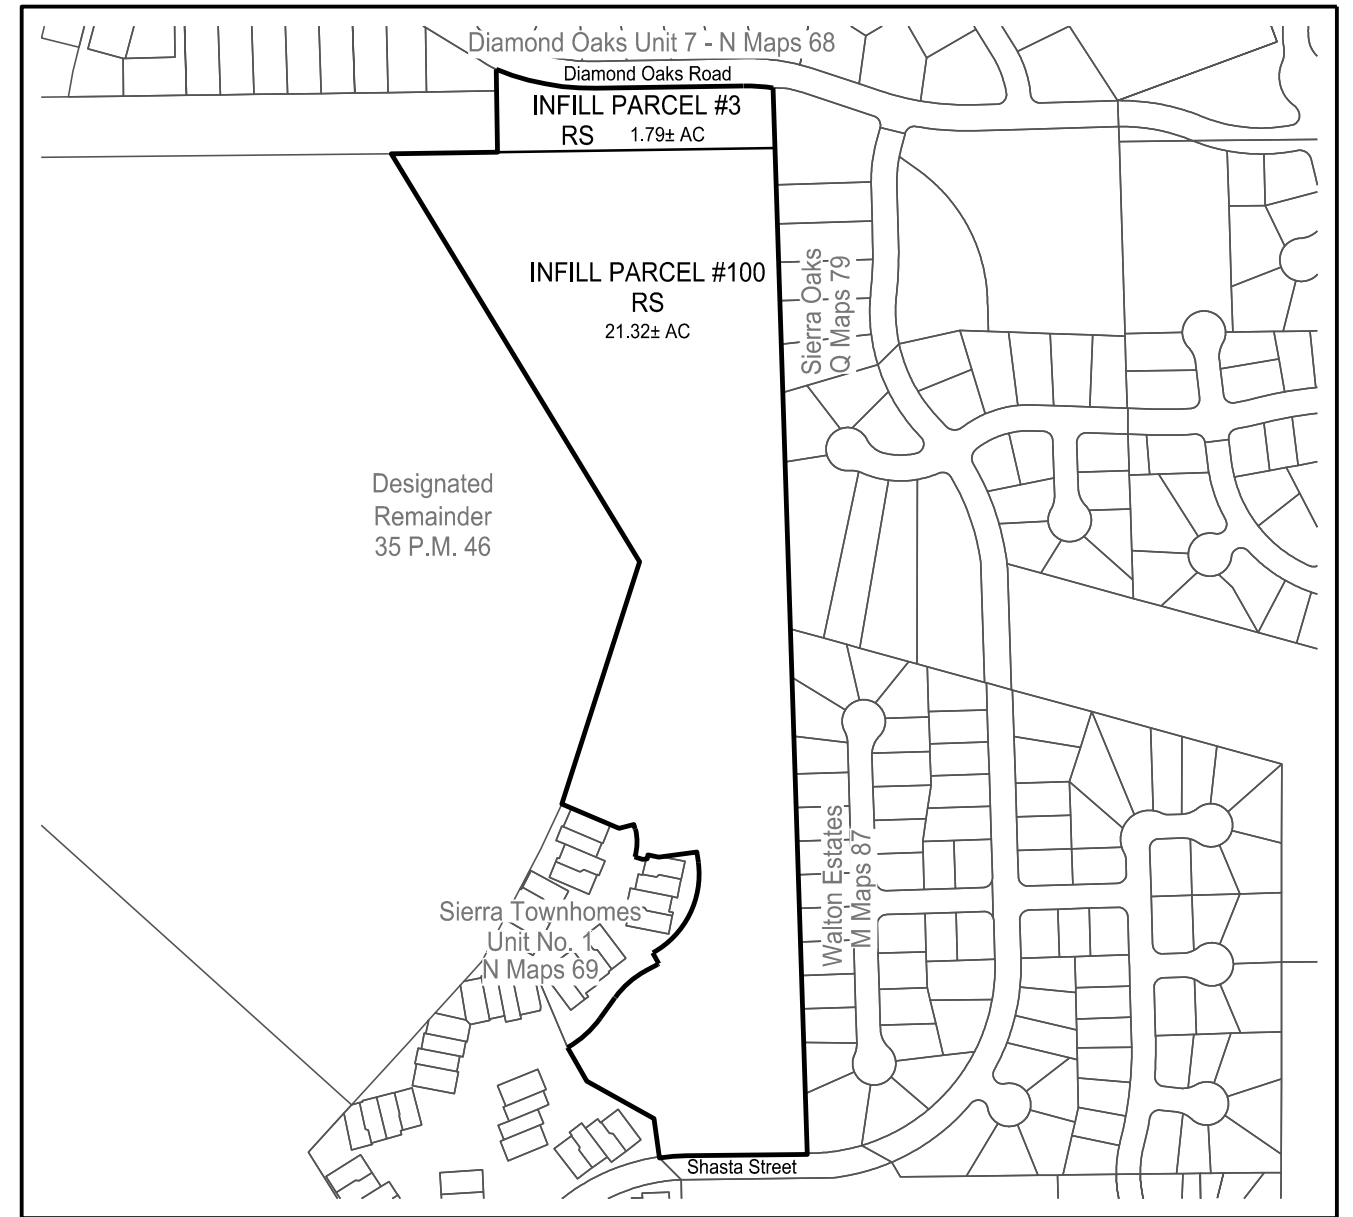 Diamond Oaks Unit 7 - N Maps 68
Diamond Oaks Road
INFILL PARCEL #3
RS 1.79± AC
INFILL PARCEL #100
RS
21.32± AC
Sierra Oaks
Q Maps 79
Designated
Remainder
35 P.M. 46
Walton Estates
M Maps 87
Sierra Townhomes
Unit No. 1
N Maps 69
Shasta Street